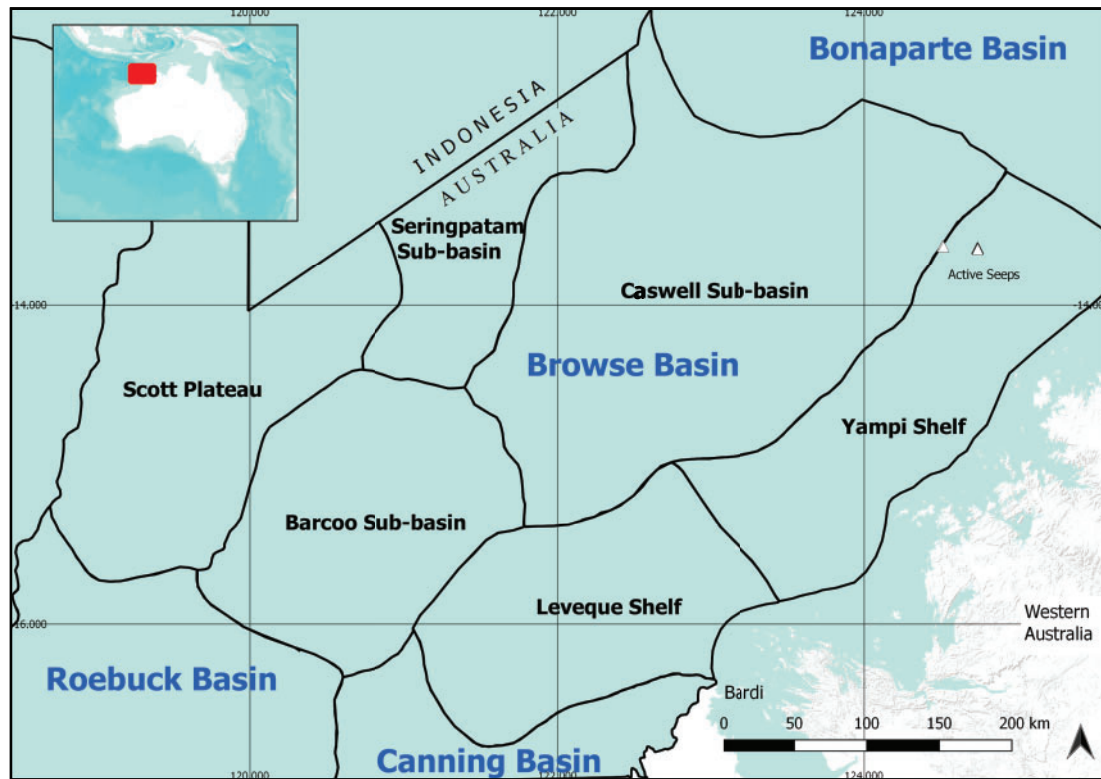 120.000
122.000
124.000
Bonaparte Basin
INDONESIA
AUSTRALIA
Seringpatam
Sub-basin
Active Seeps
Caswell Sub-basin
-14.000
-14.000
Browse Basin
Scott Plateau
Yampi Shelf
Barcoo Sub-basin
Leveque Shelf
Western
Australia
-16.000
Roebuck Basin
Bardi
0 50 100 150 200 km
Canning Basin
120.000
122.000
124.000